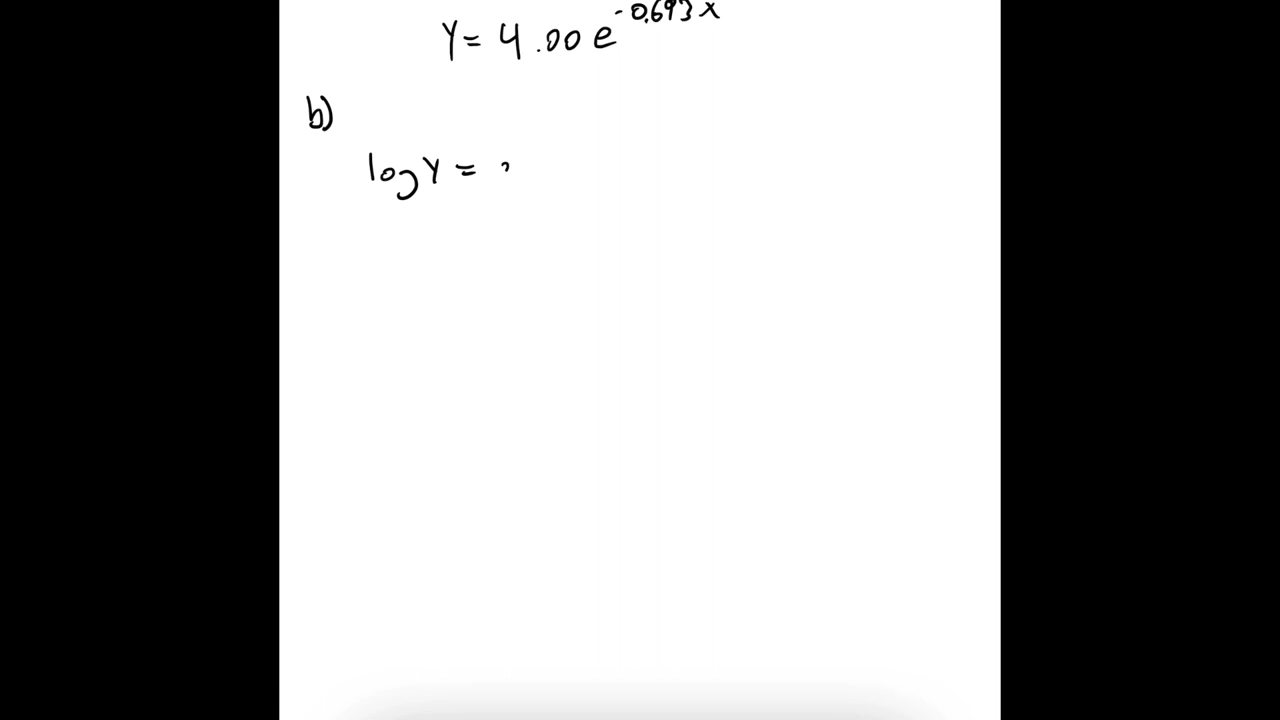 Y= 4.00 e^-0.693 x
b)
log Y =